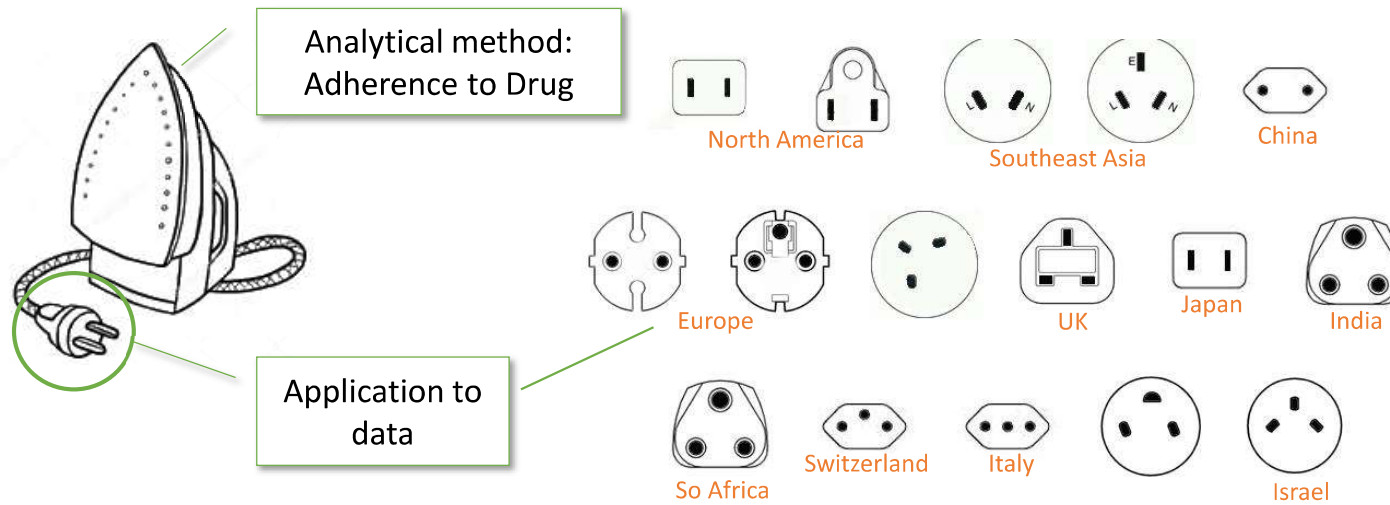 Analytical method:
Adherence to Drug
E
L N
L N
North America
Southeast Asia
China
Europe
UK
Japan
India
Application to
data
So Africa
Switzerland
Italy
Israel